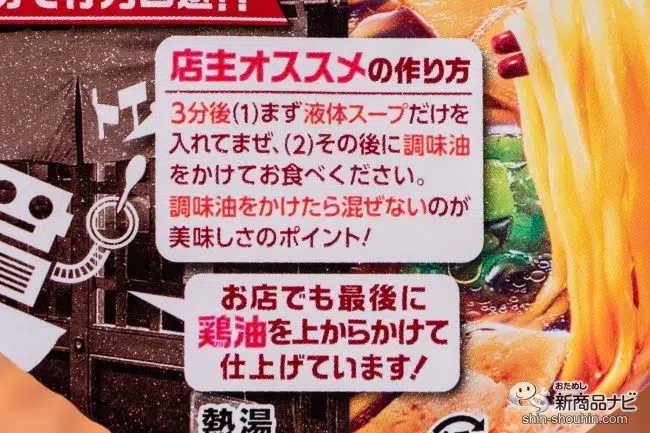 店主オススメの作り方
3分後(1)まず液体スープだけを
入れてまぜ、(2)その後に調味油
をかけてお食べください。
調味油をかけたら混ぜないのが
美味しさのポイント!
お店でも最後に
鶏油を上からかけて
仕上げています!
熱湯
おためし
新商品ナビ
shin-shouhin.com